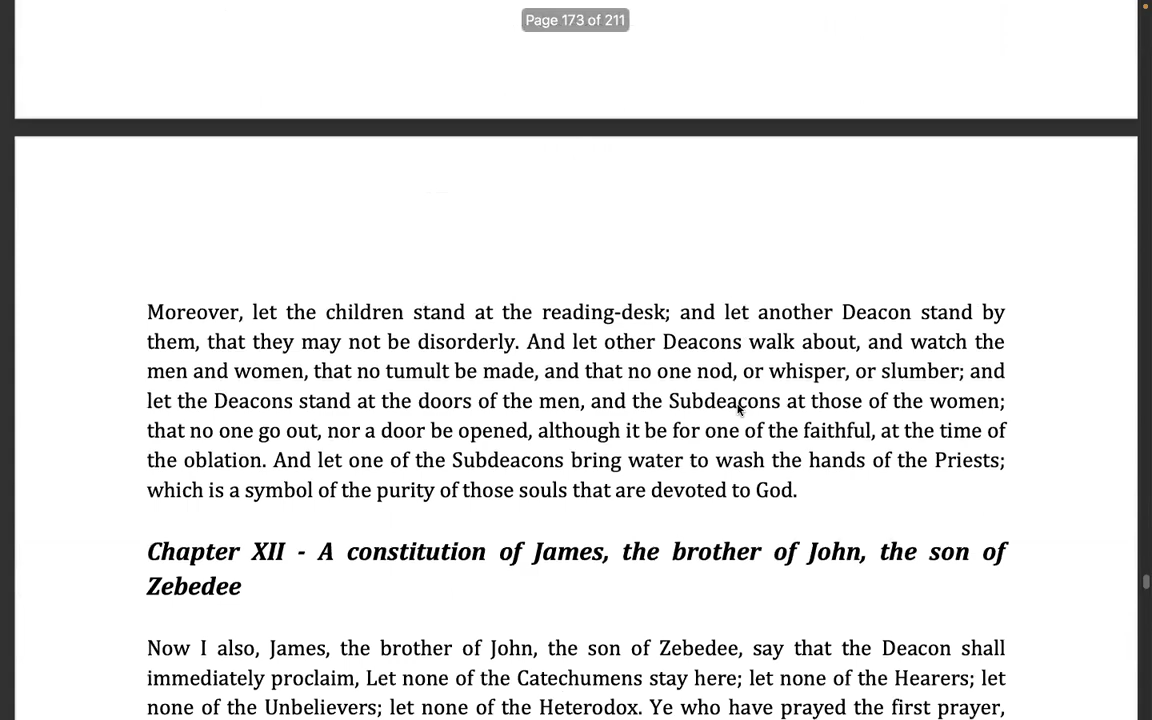 Page 173 of 211
Moreover, let the children stand at the reading-desk; and let another Deacon stand by
them, that they may not be disorderly. And let other Deacons walk about, and watch the
men and women, that no tumult be made, and that no one nod, or whisper, or slumber; and
let the Deacons stand at the doors of the men, and the Subdeacons at those of the women;
that no one go out, nor a door be opened, although it be for one of the faithful, at the time of
the oblation. And let one of the Subdeacons bring water to wash the hands of the Priests;
which is a symbol of the purity of those souls that are devoted to God.
Chapter XII - A constitution of James, the brother of John, the son of
Zebedee
Now I also, James, the brother of John, the son of Zebedee, say that the Deacon shall
immediately proclaim, Let none of the Catechumens stay here; let none of the Hearers; let
none of the Unbelievers; let none of the Heterodox. Ye who have prayed the first prayer,